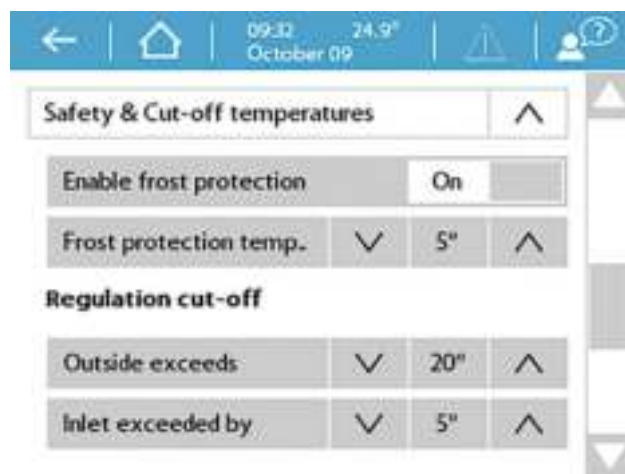 09:32 24.9°
October 09
?
Safety & Cut-off temperatures
Enable frost protection On
Frost protection temp. 5°
Regulation cut-off
Outside exceeds 20°
Inlet exceeded by 5°